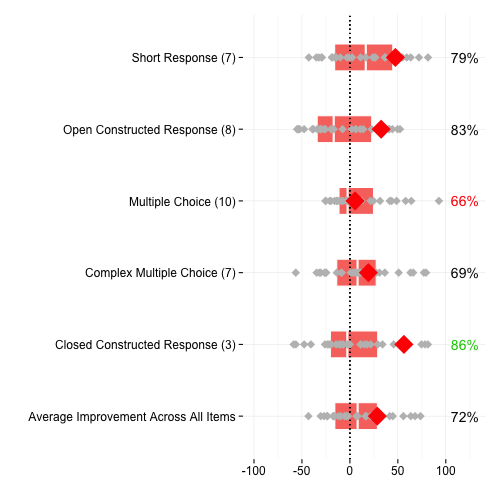 Short Response (7) 79%
Open Constructed Response (8) 83%
Multiple Choice (10) 66%
Complex Multiple Choice (7) 69%
Closed Constructed Response (3) 86%
Average Improvement Across All Items 72%
-100 -50 0 50 100